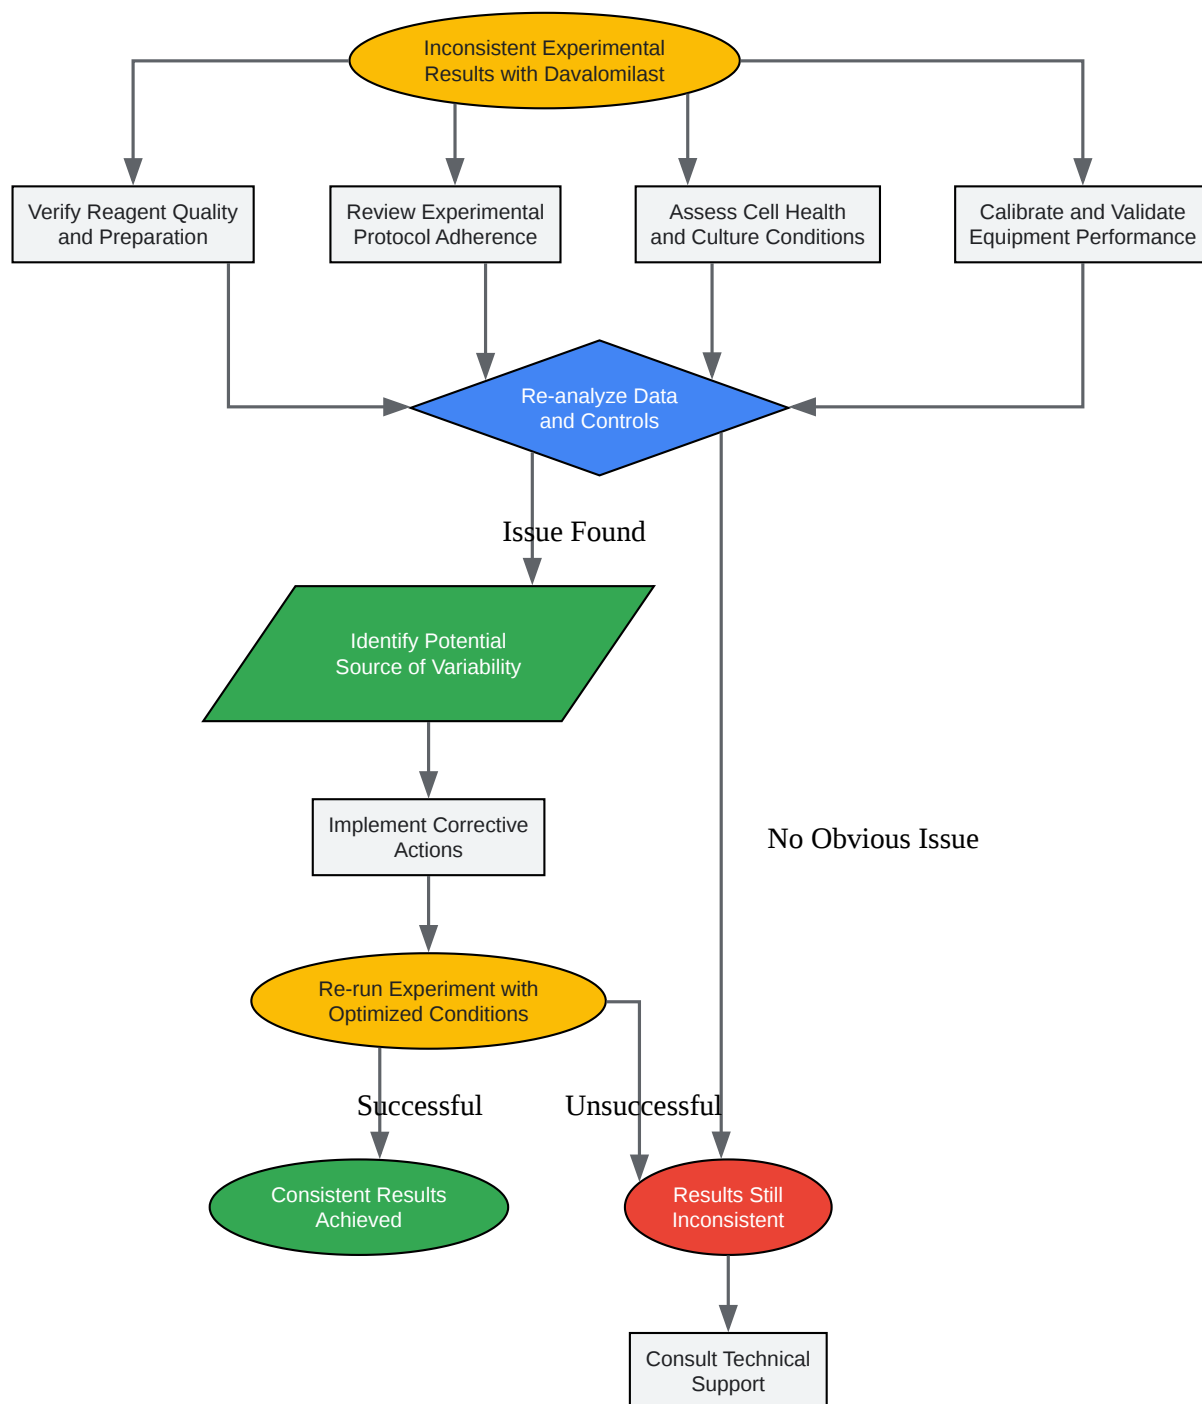 Inconsistent Experimental
Results with Davalomilast
Verify Reagent Quality
and Preparation
Review Experimental
Protocol Adherence
Assess Cell Health
and Culture Conditions
Calibrate and Validate
Equipment Performance
Re-analyze Data
and Controls
Issue Found
Identify Potential
Source of Variability
Implement Corrective
Actions
No Obvious Issue
Re-run Experiment with
Optimized Conditions
Successful
Unsuccessful
Consistent Results
Achieved
Results Still
Inconsistent
Consult Technical
Support